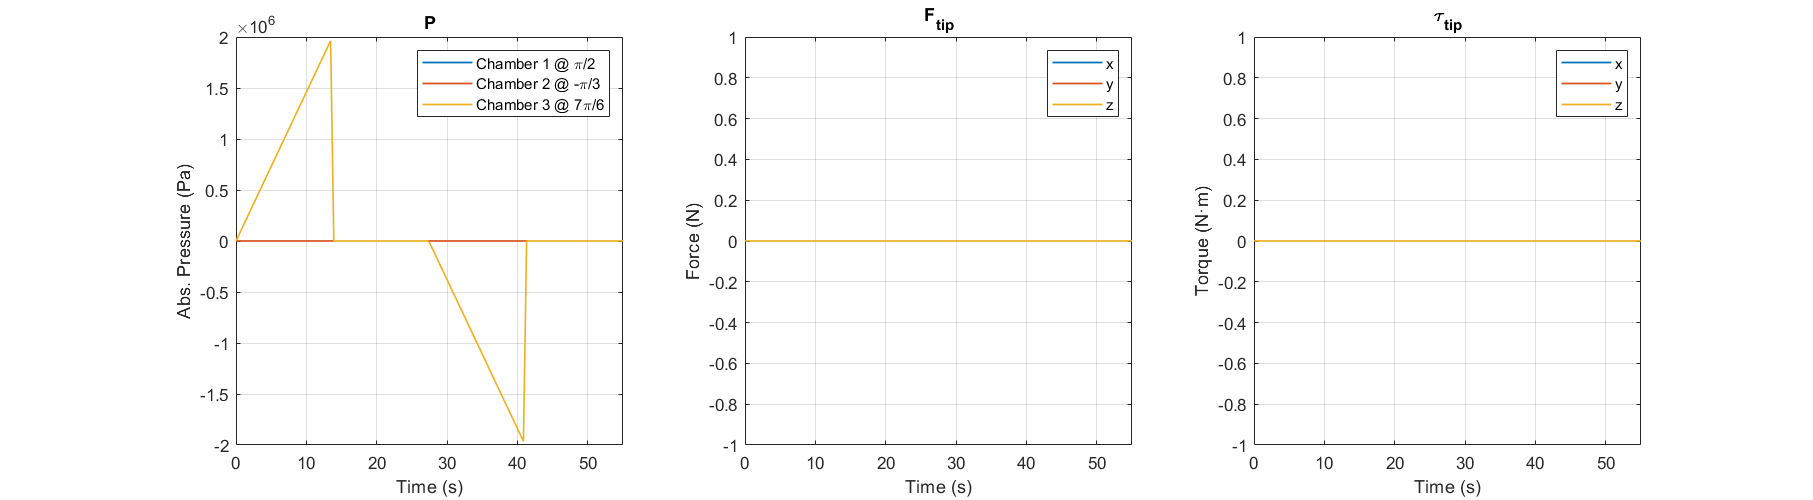 P
×10^6
2
1.5
1
0.5
0
-0.5
-1
-1.5
-2
Abs. Pressure (Pa)
Chamber 1 @ π/2
Chamber 2 @ -π/3
Chamber 3 @ 7π/6
0 10 20 30 40 50
Time (s)
F_tip
1
0.8
0.6
0.4
0.2
0
-0.2
-0.4
-0.6
-0.8
-1
Force (N)
x
y
z
0 10 20 30 40 50
Time (s)
τ_tip
1
0.8
0.6
0.4
0.2
0
-0.2
-0.4
-0.6
-0.8
-1
Torque (N·m)
x
y
z
0 10 20 30 40 50
Time (s)